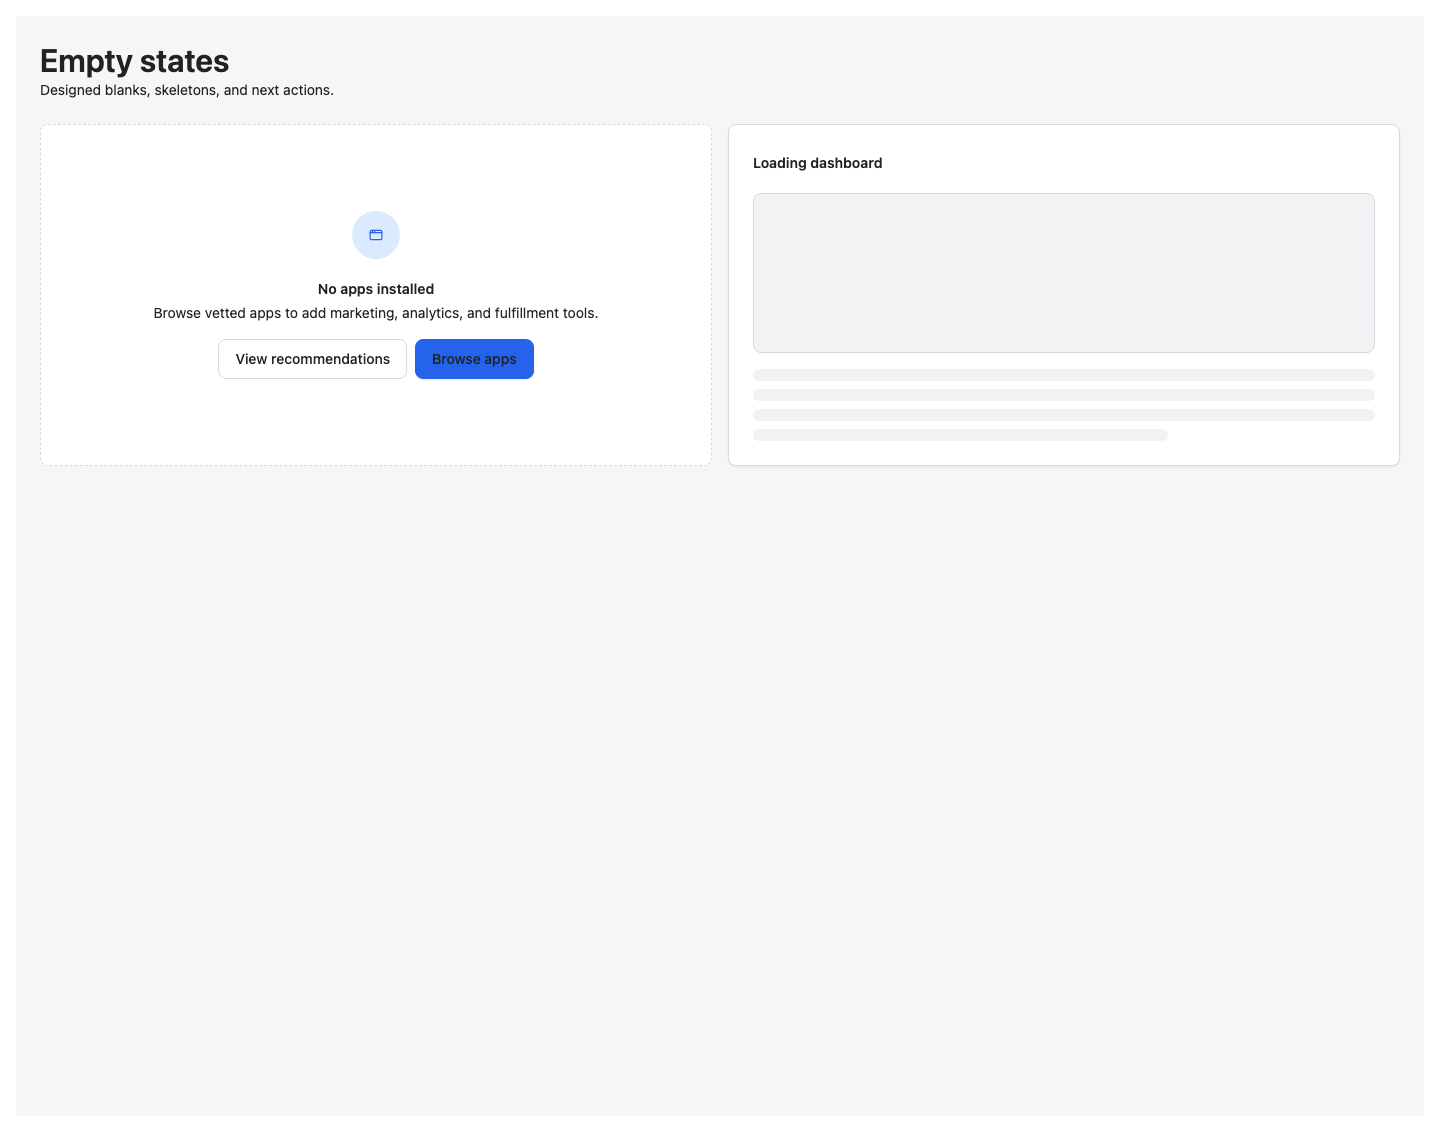 Empty states
Designed blanks, skeletons, and next actions.
No apps installed
Browse vetted apps to add marketing, analytics, and fulfillment tools.
View recommendations
Browse apps
Loading dashboard